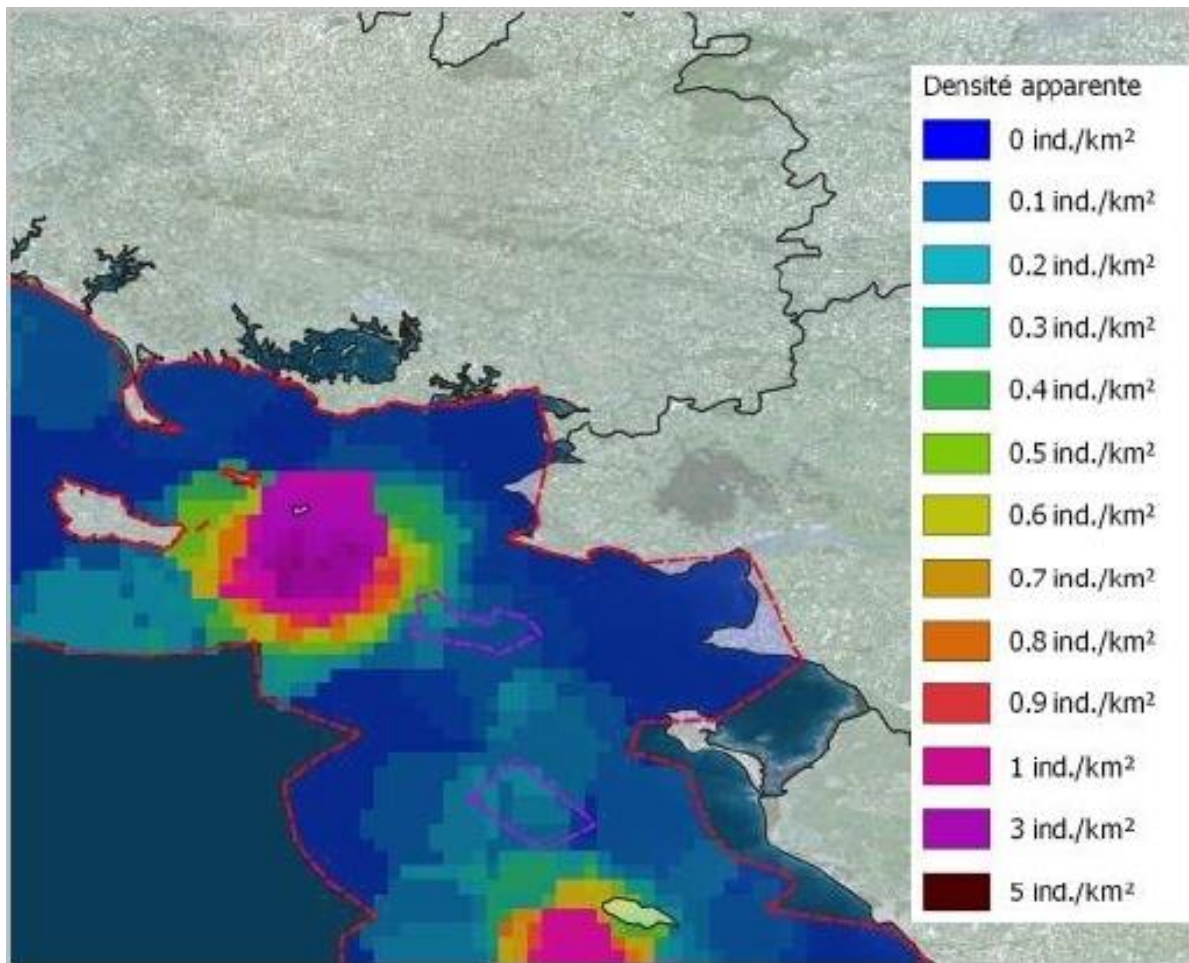 Densité apparente
0 ind./km²
0.1 ind./km²
0.2 ind./km²
0.3 ind./km²
0.4 ind./km²
0.5 ind./km²
0.6 ind./km²
0.7 ind./km²
0.8 ind./km²
0.9 ind./km²
1 ind./km²
3 ind./km²
5 ind./km²